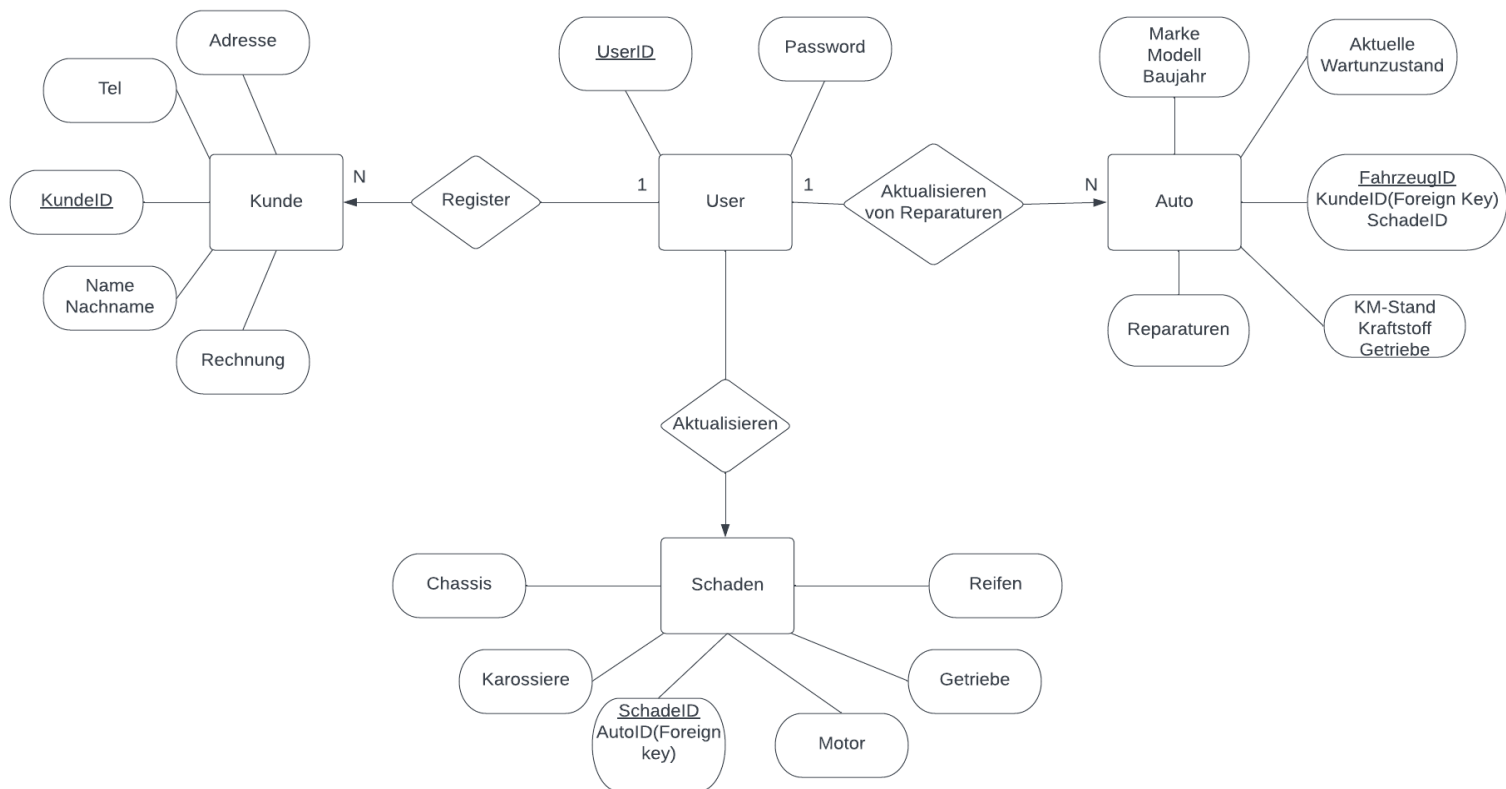 Adresse
Tel
KundeID
Name
Nachname
Rechnung
Kunde
N
Register
1
UserID
Password
User
1
Aktualisieren
von Reparaturen
N
Marke
Modell
Baujahr
Aktuelle
Wartunzustand
Auto
FahrzeugID
KundeID(Foreign Key)
SchadeID
Reparaturen
KM-Stand
Kraftstoff
Getriebe
Aktualisieren
Schaden
Chassis
Reifen
Karossiere
Getriebe
SchadeID
AutoID(Foreign
key)
Motor